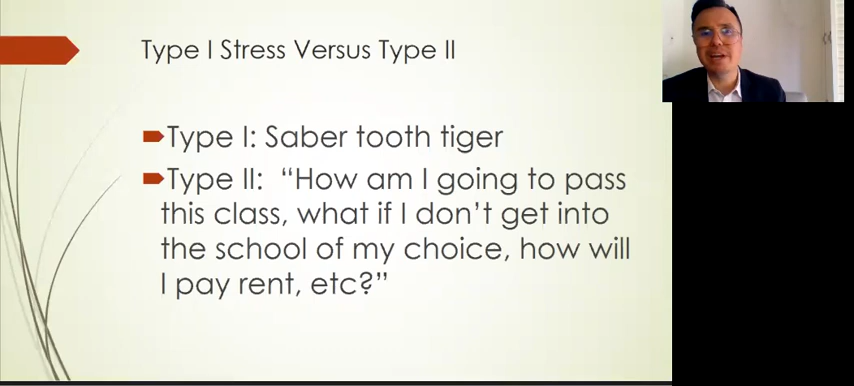 Type I Stress Versus Type II
Type I: Saber tooth tiger
Type II:  “How am I going to pass
this class, what if I don’t get into
the school of my choice, how will
I pay rent, etc?”